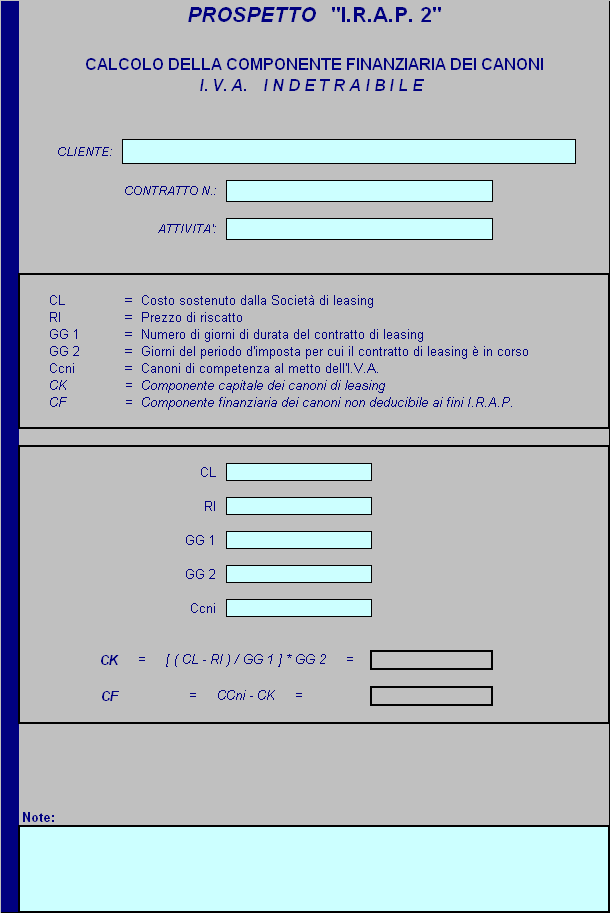 PROSPETTO "I.R.A.P. 2"
CALCOLO DELLA COMPONENTE FINANZIARIA DEI CANONI
I. V. A. I N D E T R A I B I L E
CLIENTE:
CONTRATTO N.:
ATTIVITA':
CL = Costo sostenuto dalla Società di leasing
RI = Prezzo di riscatto
GG 1 = Numero di giorni di durata del contratto di leasing
GG 2 = Giorni del periodo d'imposta per cui il contratto di leasing è in corso
Ccni = Canoni di competenza al metto dell'I.V.A.
CK = Componente capitale dei canoni di leasing
CF = Componente finanziaria dei canoni non deducibile ai fini I.R.A.P.
CL
RI
GG 1
GG 2
Ccni
CK = [ ( CL - RI ) / GG 1 ] * GG 2 =
CF = CCni - CK =
Note: